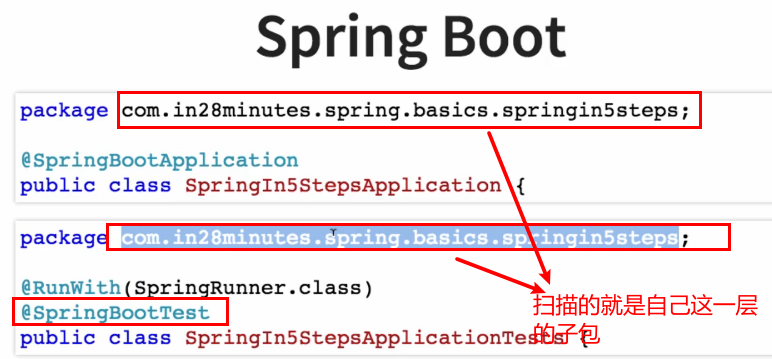 Spring Boot
package com.in28minutes.spring.basics.springin5steps;
@SpringBootApplication
public class SpringIn5StepsApplication {
package com.in28minutes.spring.basics.springin5steps;
@RunWith(SpringRunner.class)
@SpringBootTest
public class SpringIn5StepsApplicationTests {
扫描的就是自己这一层
的子包